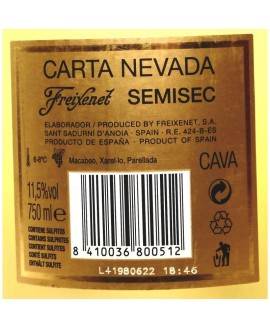 CARTA NEVADA
Freixenet SEMISEC
ELABORADOR / PRODUCED BY FREIXENET, S.A.
SANT SADURNÍ D'ANOIA - SPAIN - R.E. 424-B-ES
PRODUCTO DE ESPAÑA - PRODUCT OF SPAIN
6-8°C Macabeo, Xarel·lo, Parellada
CAVA
11,5%vol
750 ml e
CONTIENE SULFITOS
CONTAINS SULPHITES
CONTIENT SULFITES
CONTÉ SULFITS
ENTHÄLT SULFITE
8 410036 800512
L41980622 18:46